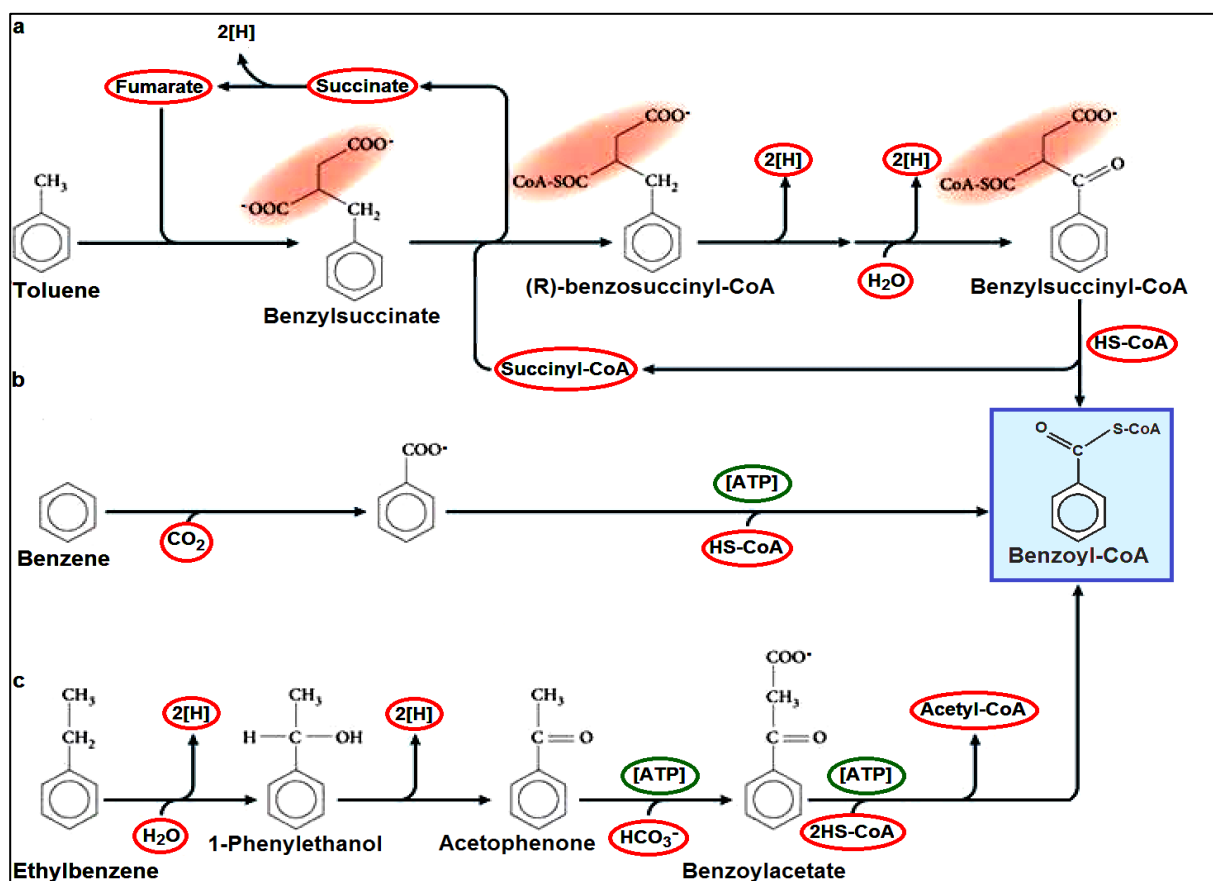 a
2[H]
Fumarate
Succinate
CH3
COO-
-OOC
CH2
COO-
CoA-SOC
CH2
2[H]
2[H]
COO-
O
CoA-SOC
H2O
Toluene
Benzylsuccinate
(R)-benzosuccinyl-CoA
Benzylsuccinyl-CoA
HS-CoA
Succinyl-CoA
b
O
S-CoA
C
COO-
[ATP]
CO2
HS-CoA
Benzene
Benzoyl-CoA
c
CH3
CH2
2[H]
CH3
H
C
OH
2[H]
CH3
C
O
COO-
CH3
C
O
Acetyl-CoA
[ATP]
[ATP]
H2O
HCO3-
2HS-CoA
1-Phenylethanol
Acetophenone
Ethylbenzene
Benzoylacetate